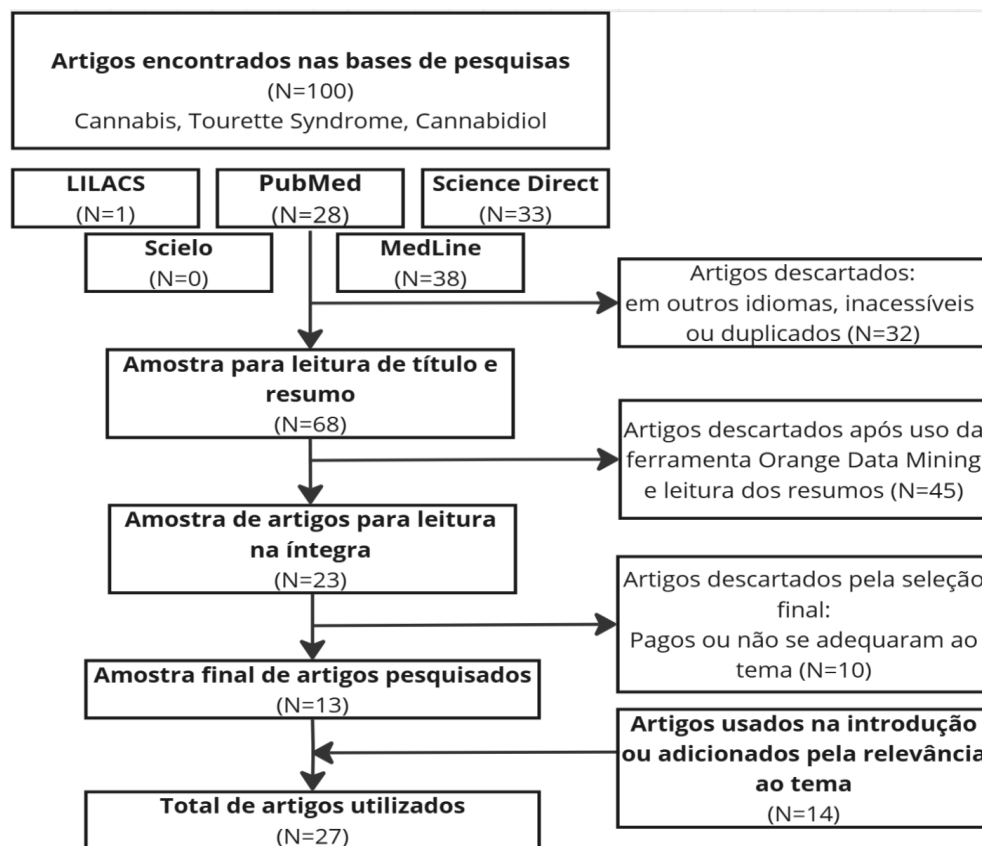 Artigos encontrados nas bases de pesquisas
(N=100)
Cannabis, Tourette Syndrome, Cannabidiol
LILACS
(N=1)
PubMed
(N=28)
Science Direct
(N=33)
Scielo
(N=0)
MedLine
(N=38)
Artigos descartados:
em outros idiomas, inacessíveis
ou duplicados (N=32)
Amostra para leitura de título e
resumo
(N=68)
Artigos descartados após uso da
ferramenta Orange Data Mining
e leitura dos resumos (N=45)
Amostra de artigos para leitura
na íntegra
(N=23)
Artigos descartados pela seleção
final:
Pagos ou não se adequaram ao
tema (N=10)
Amostra final de artigos pesquisados
(N=13)
Artigos usados na introdução
ou adicionados pela relevância
ao tema
(N=14)
Total de artigos utilizados
(N=27)